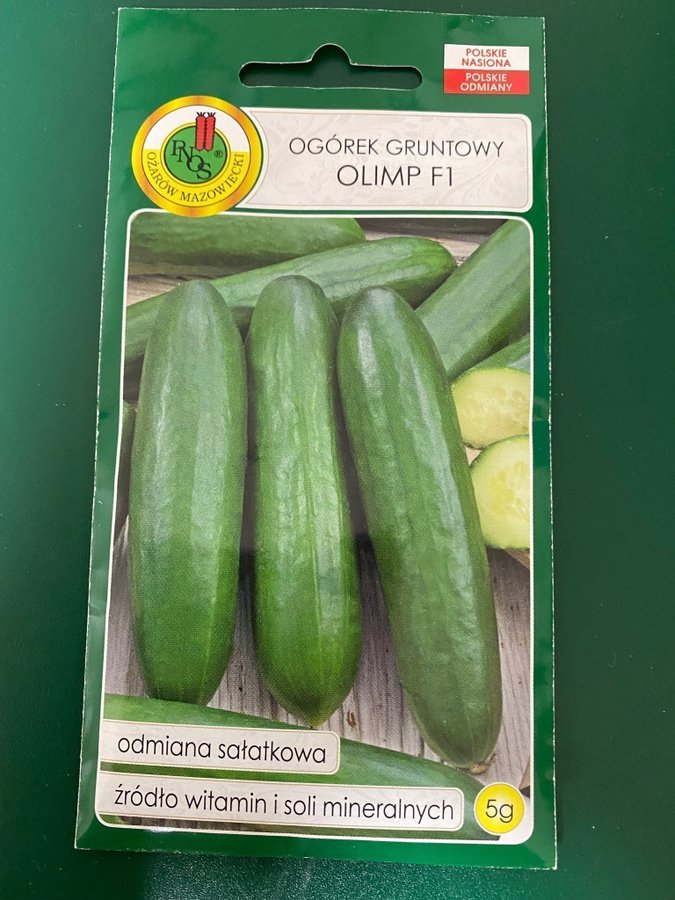 POLSKIE
NASIONA
POLSKIE
ODMIANY
PNOS
®
OŻARÓW MAZOWIECKI
OGÓREK GRUNTOWY
OLIMP F1
odmiana sałatkowa
źródło witamin i soli mineralnych
5g